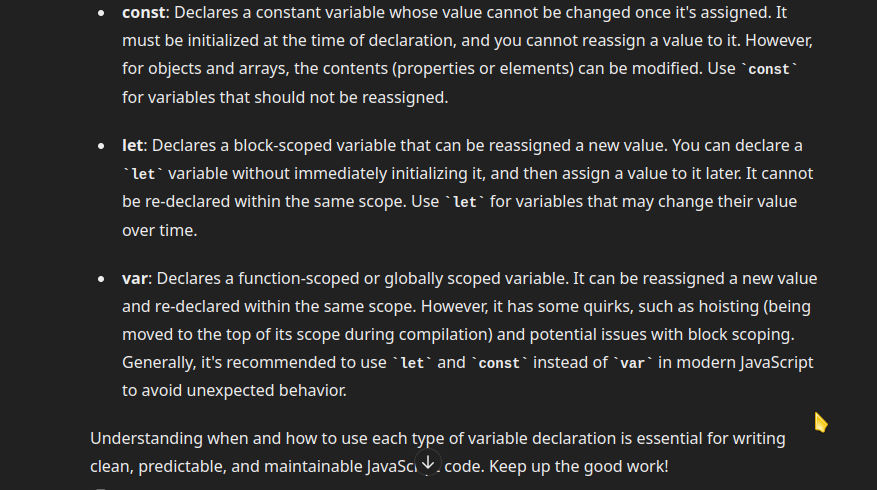 • const: Declares a constant variable whose value cannot be changed once it's assigned. It
must be initialized at the time of declaration, and you cannot reassign a value to it. However,
for objects and arrays, the contents (properties or elements) can be modified. Use `const`
for variables that should not be reassigned.
• let: Declares a block-scoped variable that can be reassigned a new value. You can declare a
`let` variable without immediately initializing it, and then assign a value to it later. It cannot
be re-declared within the same scope. Use `let` for variables that may change their value
over time.
• var: Declares a function-scoped or globally scoped variable. It can be reassigned a new value
and re-declared within the same scope. However, it has some quirks, such as hoisting (being
moved to the top of its scope during compilation) and potential issues with block scoping.
Generally, it's recommended to use `let` and `const` instead of `var` in modern JavaScript
to avoid unexpected behavior.
Understanding when and how to use each type of variable declaration is essential for writing
clean, predictable, and maintainable code. Keep up the good work!